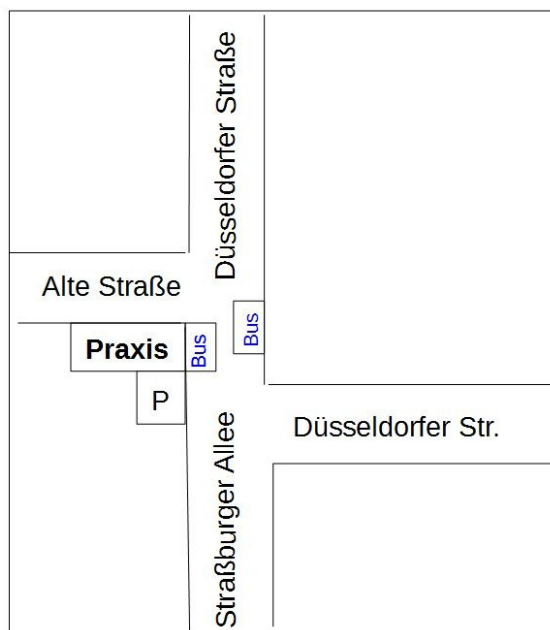 Düsseldorfer Straße
Alte Straße
Bus
Praxis
Bus
P
Düsseldorfer Str.
Straßburger Allee